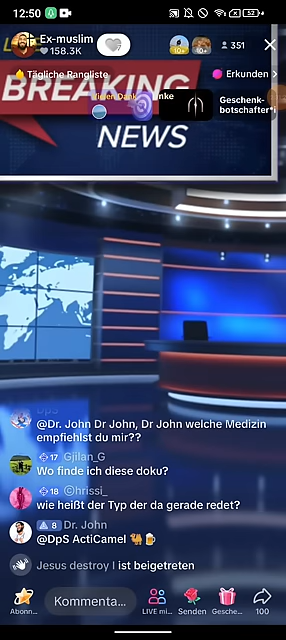 12:50
Ex-muslim
158.3K
10+
10+
351
Tägliche Rangliste
Erkunden
BREAKING
NEWS
Geschenk-
botschafter*i
@Dr. John Dr John, Dr John welche Medizin
empfiehlst du mir??
17 Gjilan_G
Wo finde ich diese doku?
18 ©hrissi_
wie heißt der Typ der da gerade redet?
8 Dr. John
@DpS ActiCamel 🐫🍺
Jesus destroy l ist beigetreten
Abonn...
Kommenta...
LIVE mi...
Senden
Gesche...
100